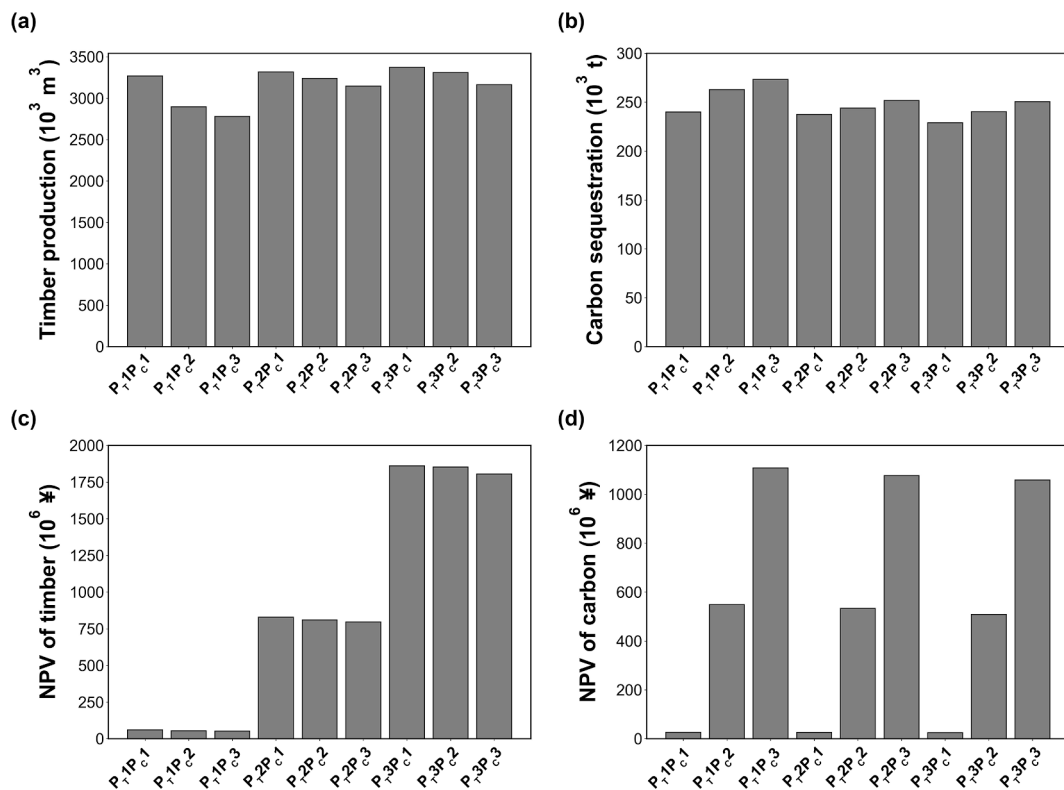 (a)
Timber production (10³ m³)
3500
3000
2500
2000
1500
1000
500
0
P_T1P_C1
P_T1P_C2
P_T1P_C3
P_T2P_C1
P_T2P_C2
P_T2P_C3
P_T3P_C1
P_T3P_C2
P_T3P_C3
(b)
Carbon sequestration (10³ t)
300
250
200
150
100
50
0
P_T1P_C1
P_T1P_C2
P_T1P_C3
P_T2P_C1
P_T2P_C2
P_T2P_C3
P_T3P_C1
P_T3P_C2
P_T3P_C3
(c)
NPV of timber (10⁶ ¥)
2000
1750
1500
1250
1000
750
500
250
0
P_T1P_C1
P_T1P_C2
P_T1P_C3
P_T2P_C1
P_T2P_C2
P_T2P_C3
P_T3P_C1
P_T3P_C2
P_T3P_C3
(d)
NPV of carbon (10⁶ ¥)
1200
1000
800
600
400
200
0
P_T1P_C1
P_T1P_C2
P_T1P_C3
P_T2P_C1
P_T2P_C2
P_T2P_C3
P_T3P_C1
P_T3P_C2
P_T3P_C3